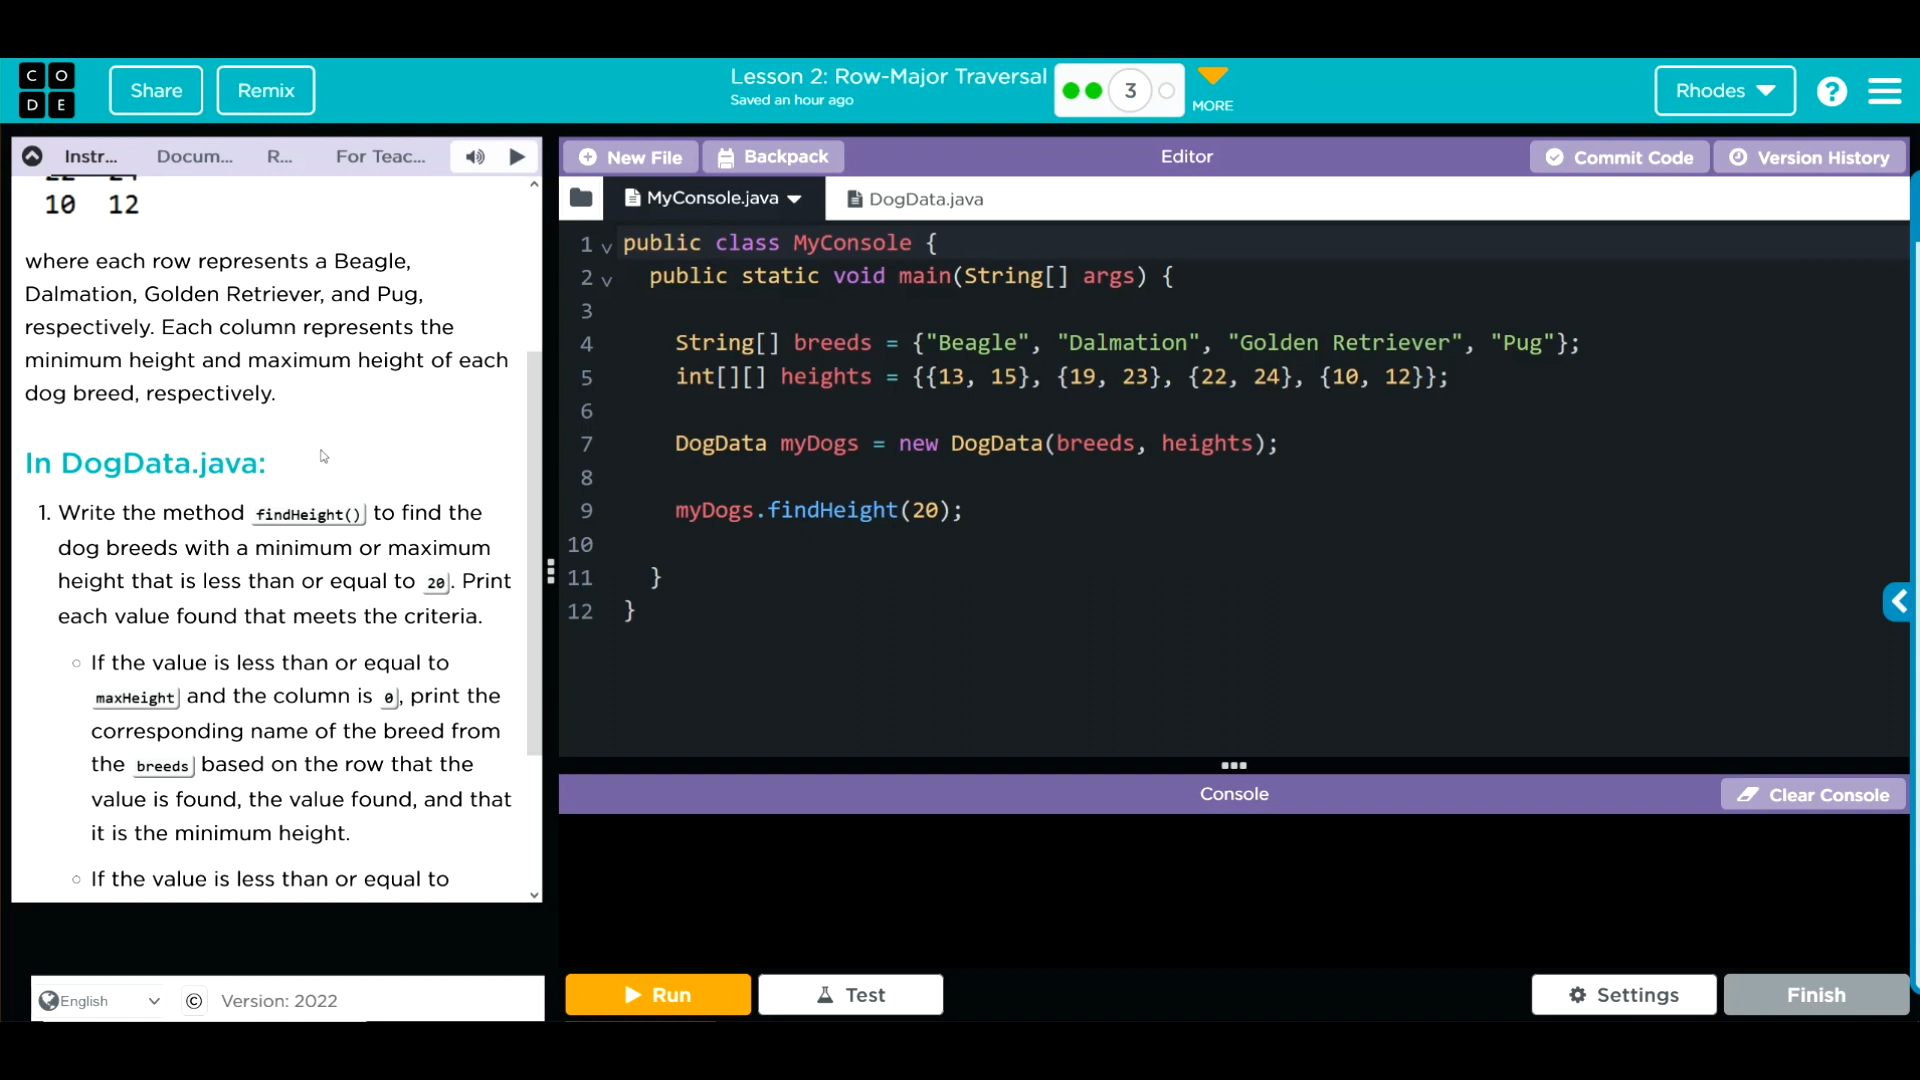 C O
D E
Share
Remix
Lesson 2: Row-Major Traversal
Saved an hour ago
3
MORE
Rhodes
?
Instr...
Docum...
R...
For Teac...
New File
Backpack
Editor
Commit Code
Version History
MyConsole.java
DogData.java
22 24
10 12
where each row represents a Beagle,
Dalmation, Golden Retriever, and Pug,
respectively. Each column represents the
minimum height and maximum height of each
dog breed, respectively.
In DogData.java:
1. Write the method findHeight() to find the
dog breeds with a minimum or maximum
height that is less than or equal to 20. Print
each value found that meets the criteria.
If the value is less than or equal to
maxHeight and the column is 0, print the
corresponding name of the breed from
the breeds based on the row that the
value is found, the value found, and that
it is the minimum height.
If the value is less than or equal to
1 public class MyConsole {
2 public static void main(String[] args) {
3
4 String[] breeds = {"Beagle", "Dalmation", "Golden Retriever", "Pug"};
5 int[][] heights = {{13, 15}, {19, 23}, {22, 24}, {10, 12}};
6
7 DogData myDogs = new DogData(breeds, heights);
8
9 myDogs.findHeight(20);
10
11 }
12 }
Console
Clear Console
English
©
Version: 2022
Run
Test
Settings
Finish